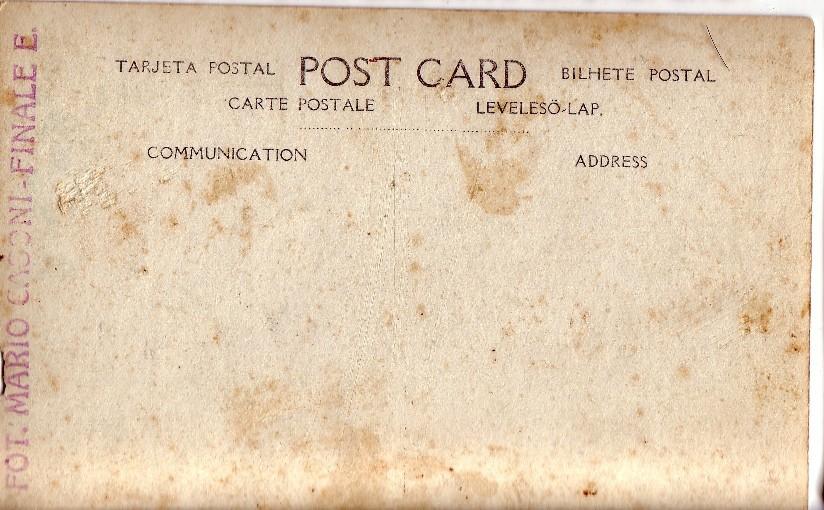 TARJETA POSTAL POST CARD BILHETE POSTAL
CARTE POSTALE LEVELESÖ-LAP.
COMMUNICATION ADDRESS
FOT. MARIO FINALE E.